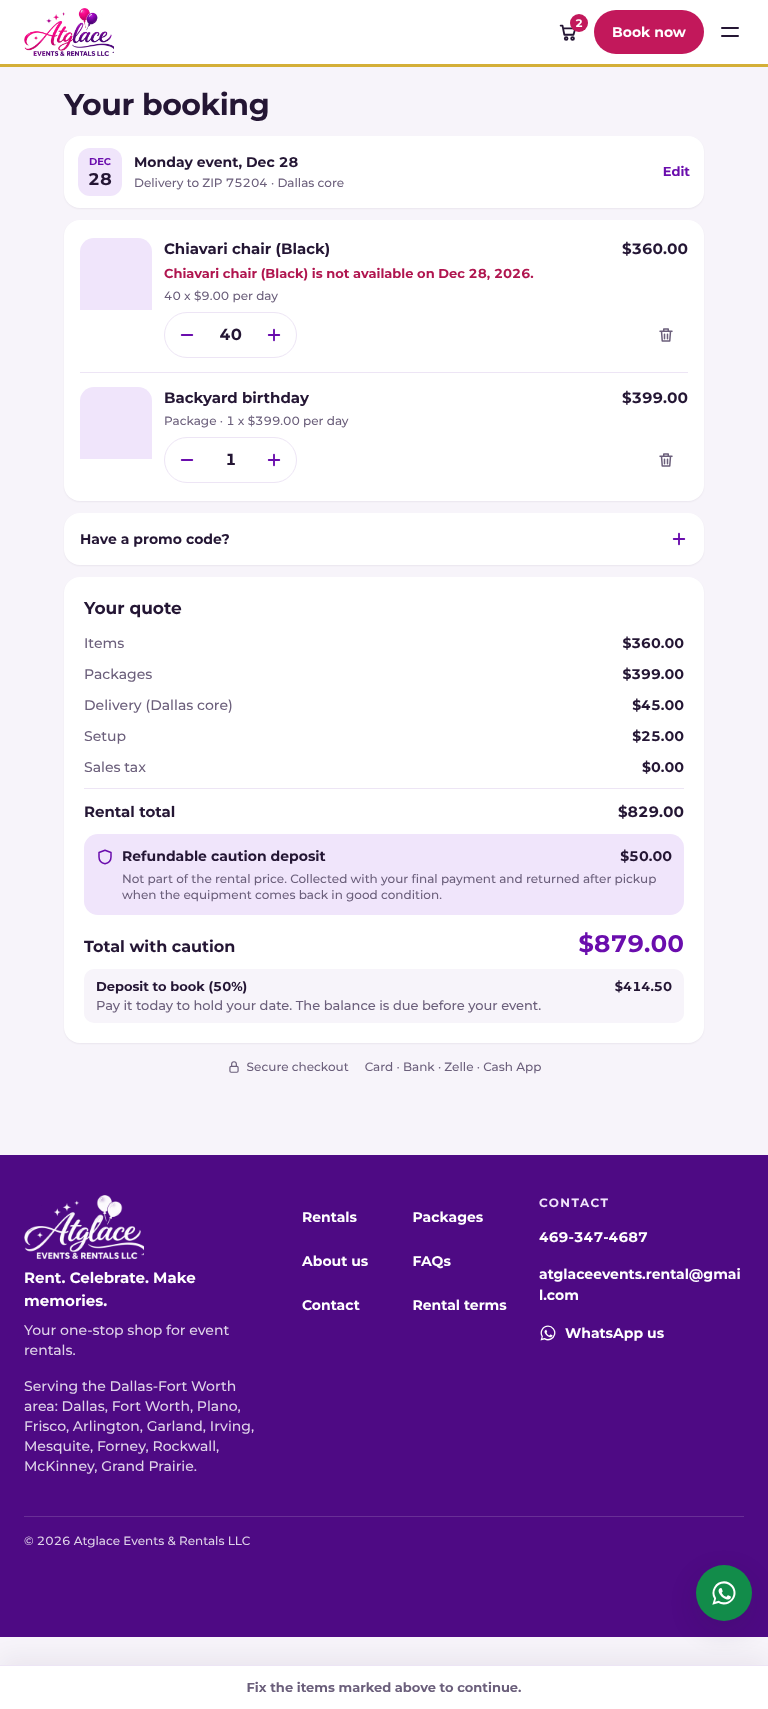 Atglace
EVENTS & RENTALS LLC
2
Book now
Your booking
DEC
28
Monday event, Dec 28
Delivery to ZIP 75204 · Dallas core
Edit
Chiavari chair (Black)
$360.00
Chiavari chair (Black) is not available on Dec 28, 2026.
40 x $9.00 per day
40
Backyard birthday
$399.00
Package · 1 x $399.00 per day
1
Have a promo code?
Your quote
Items $360.00
Packages $399.00
Delivery (Dallas core) $45.00
Setup $25.00
Sales tax $0.00
Rental total $829.00
Refundable caution deposit $50.00
Not part of the rental price. Collected with your final payment and returned after pickup
when the equipment comes back in good condition.
Total with caution $879.00
Deposit to book (50%) $414.50
Pay it today to hold your date. The balance is due before your event.
Secure checkout Card · Bank · Zelle · Cash App
Atglace
EVENTS & RENTALS LLC
Rent. Celebrate. Make
memories.
Your one-stop shop for event
rentals.
Serving the Dallas-Fort Worth
area: Dallas, Fort Worth, Plano,
Frisco, Arlington, Garland, Irving,
Mesquite, Forney, Rockwall,
McKinney, Grand Prairie.
Rentals
Packages
About us
FAQs
Contact
Rental terms
CONTACT
469-347-4687
atglaceevents.rental@gmai
l.com
WhatsApp us
© 2026 Atglace Events & Rentals LLC
Fix the items marked above to continue.